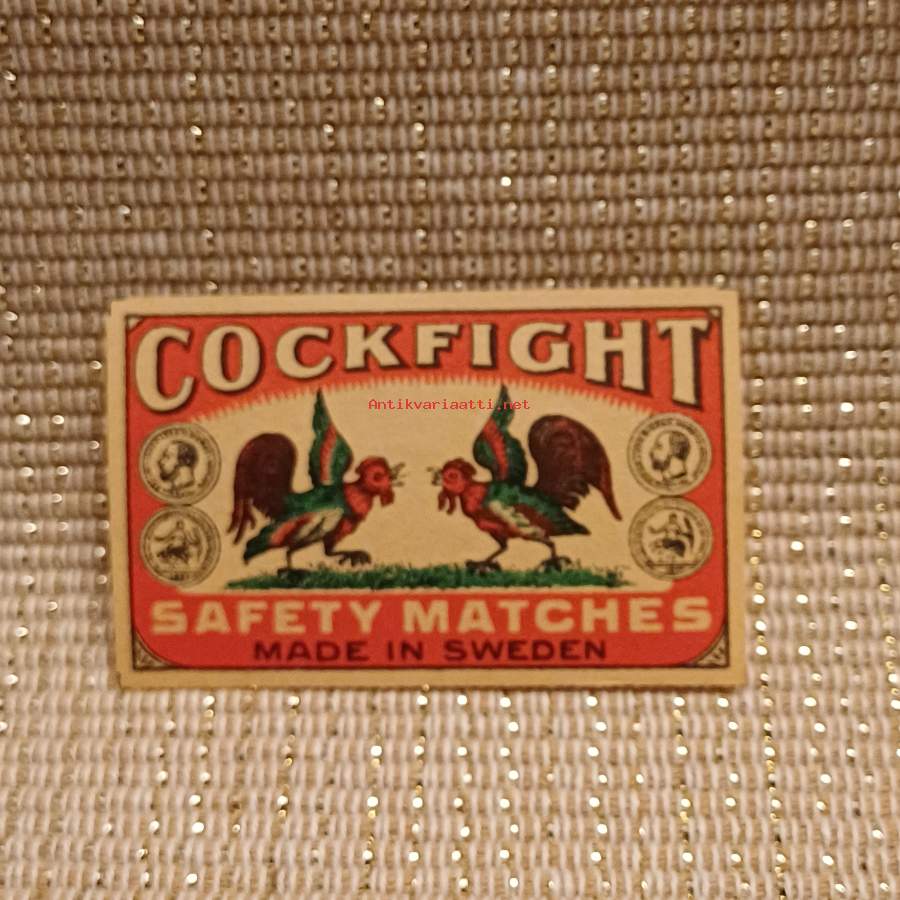 COCKFIGHT
Antikvariaatti.net
SAFETY MATCHES
MADE IN SWEDEN